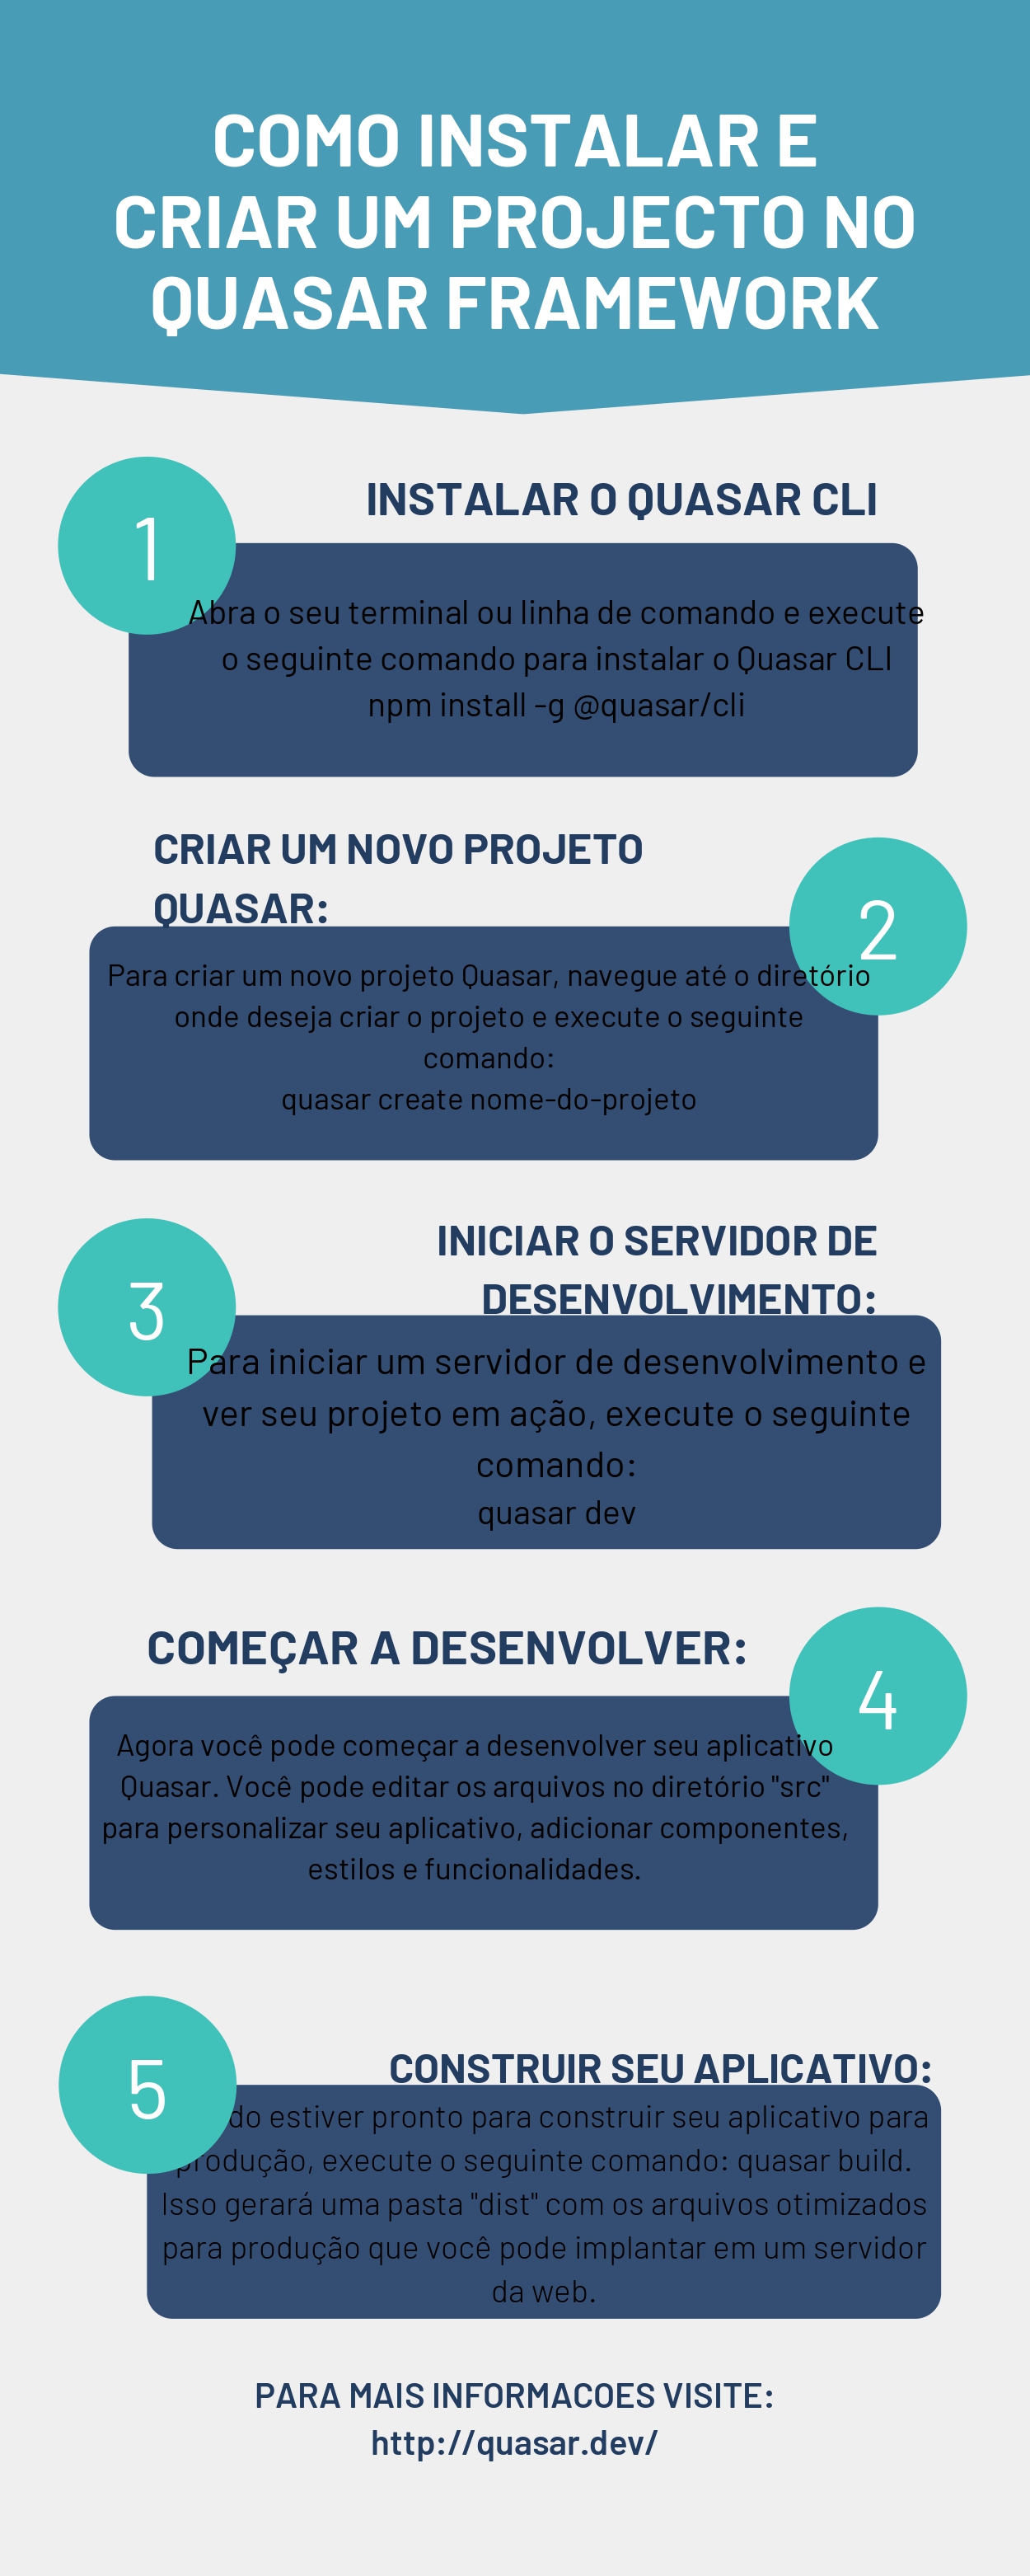 COMO INSTALAR E
CRIAR UM PROJECTO NO
QUASAR FRAMEWORK
1
INSTALAR O QUASAR CLI
Abra o seu terminal ou linha de comando e execute
o seguinte comando para instalar o Quasar CLI
npm install -g @quasar/cli
CRIAR UM NOVO PROJETO
QUASAR:
2
Para criar um novo projeto Quasar, navegue até o diretório
onde deseja criar o projeto e execute o seguinte
comando:
quasar create nome-do-projeto
3
INICIAR O SERVIDOR DE
DESENVOLVIMENTO:
Para iniciar um servidor de desenvolvimento e
ver seu projeto em ação, execute o seguinte
comando:
quasar dev
COMEÇAR A DESENVOLVER:
4
Agora você pode começar a desenvolver seu aplicativo
Quasar. Você pode editar os arquivos no diretório "src"
para personalizar seu aplicativo, adicionar componentes,
estilos e funcionalidades.
5
CONSTRUIR SEU APLICATIVO:
estiver pronto para construir seu aplicativo para
produção, execute o seguinte comando: quasar build.
Isso gerará uma pasta "dist" com os arquivos otimizados
para produção que você pode implantar em um servidor
da web.
PARA MAIS INFORMACOES VISITE:
http://quasar.dev/